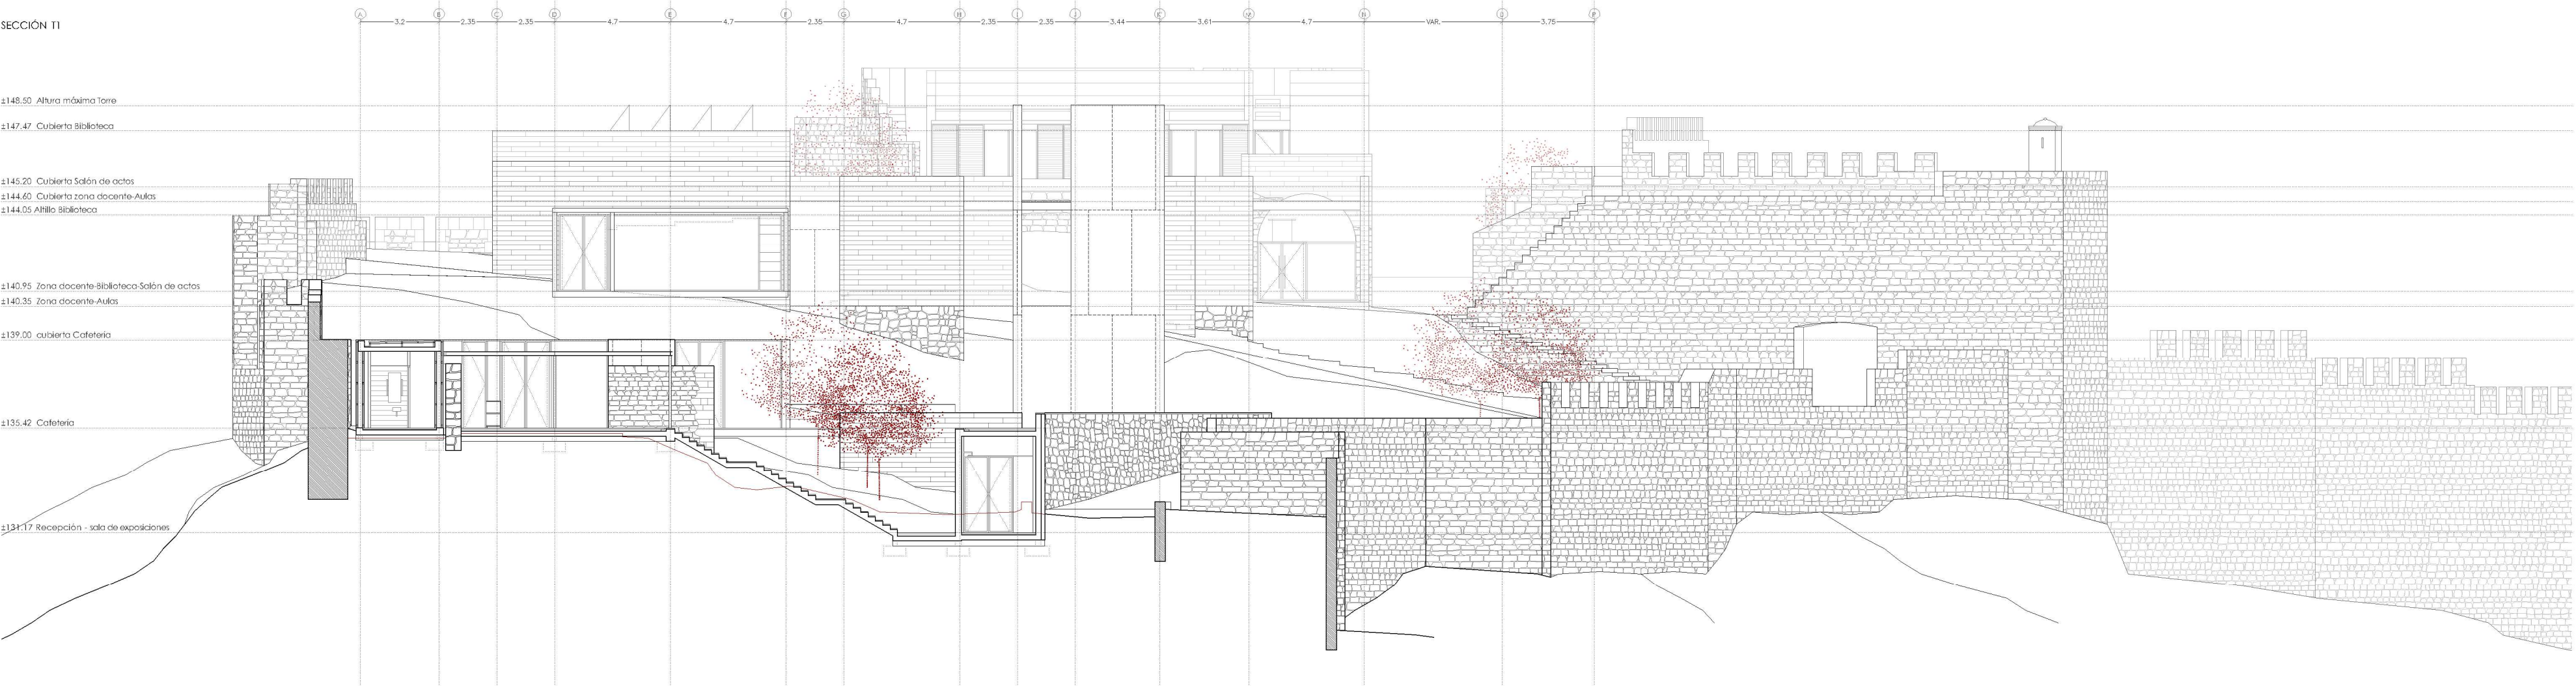 SECCIÓN T1
A B C D E F G H I J K M N O P
3.2 2.35 2.35 4.7 4.7 2.35 4.7 2.35 2.35 3,44 3,61 4.7 VAR. 3,75
±148.50 Altura máxima Torre
±147.47 Cubierta Biblioteca
±145.20 Cubierta Salón de actos
±144.60 Cubierta zona docente-Aulas
±144.05 Altillo Biblioteca
±140.95 Zona docente-Biblioteca-Salón de actos
±140.35 Zona docente-Aulas
±139.00 cubierta Cafetería
±135.42 Cafetería
±131.17 Recepción - sala de exposiciones